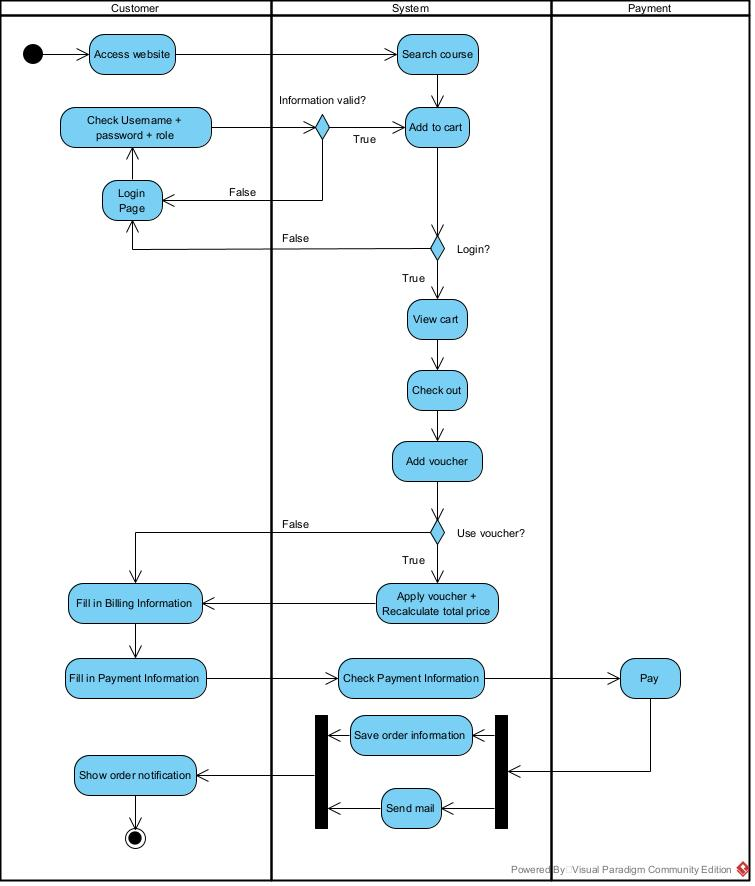 Customer
System
Payment
Access website
Search course
Information valid?
Check Username +
password + role
True
Add to cart
Login
Page
False
False
Login?
True
View cart
Check out
Add voucher
False
Use voucher?
True
Fill in Billing Information
Apply voucher +
Recalculate total price
Fill in Payment Information
Check Payment Information
Pay
Save order information
Show order notification
Send mail
Powered By Visual Paradigm Community Edition